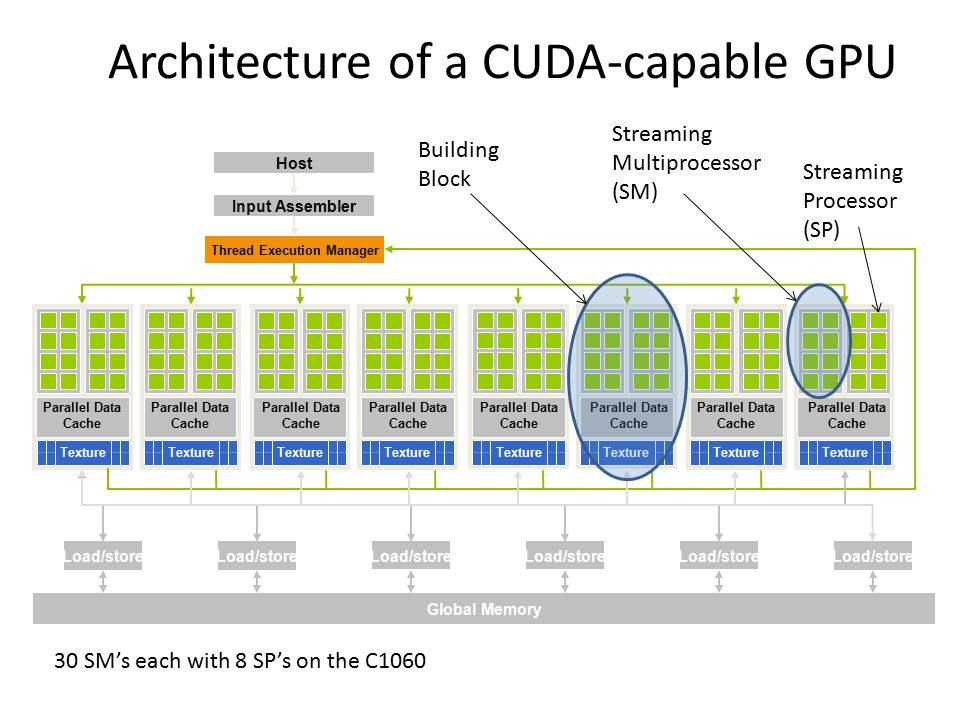 Architecture of a CUDA-capable GPU
Building
Block
Streaming
Multiprocessor
(SM)
Streaming
Processor
(SP)
Host
Input Assembler
Thread Execution Manager
Parallel Data
Cache
Texture
Parallel Data
Cache
Texture
Parallel Data
Cache
Texture
Parallel Data
Cache
Texture
Parallel Data
Cache
Texture
Parallel Data
Cache
Texture
Parallel Data
Cache
Texture
Parallel Data
Cache
Texture
Load/store
Load/store
Load/store
Load/store
Load/store
Load/store
Global Memory
30 SM’s each with 8 SP’s on the C1060